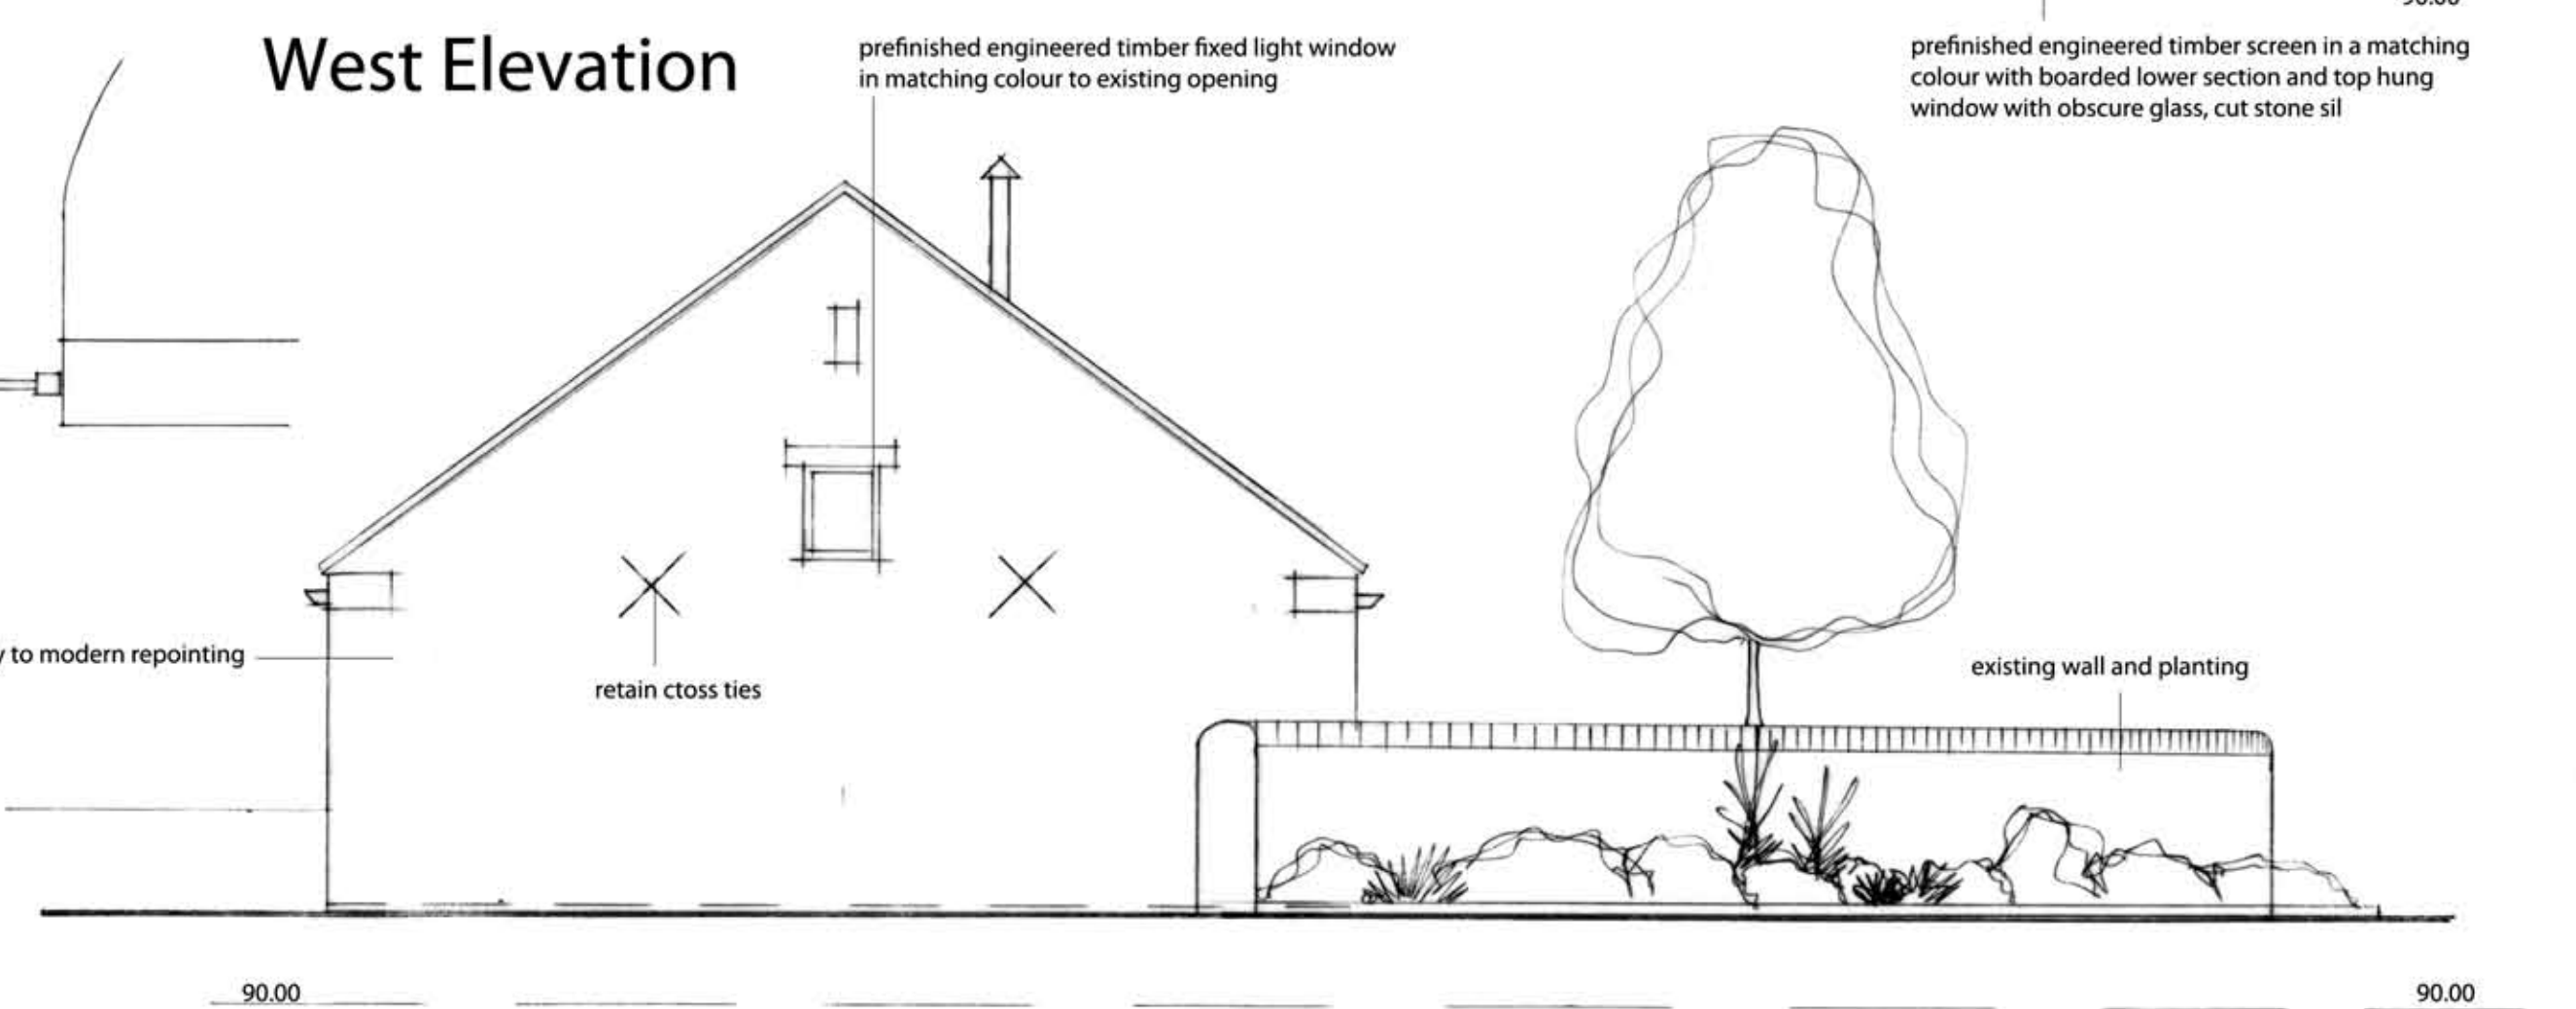 West Elevation
prefinished engineered timber fixed light window
in matching colour to existing opening
prefinished engineered timber screen in a matching
colour with boarded lower section and top hung
window with obscure glass, cut stone sil
to modern repointing
retain ctoss ties
existing wall and planting
90.00
90.00